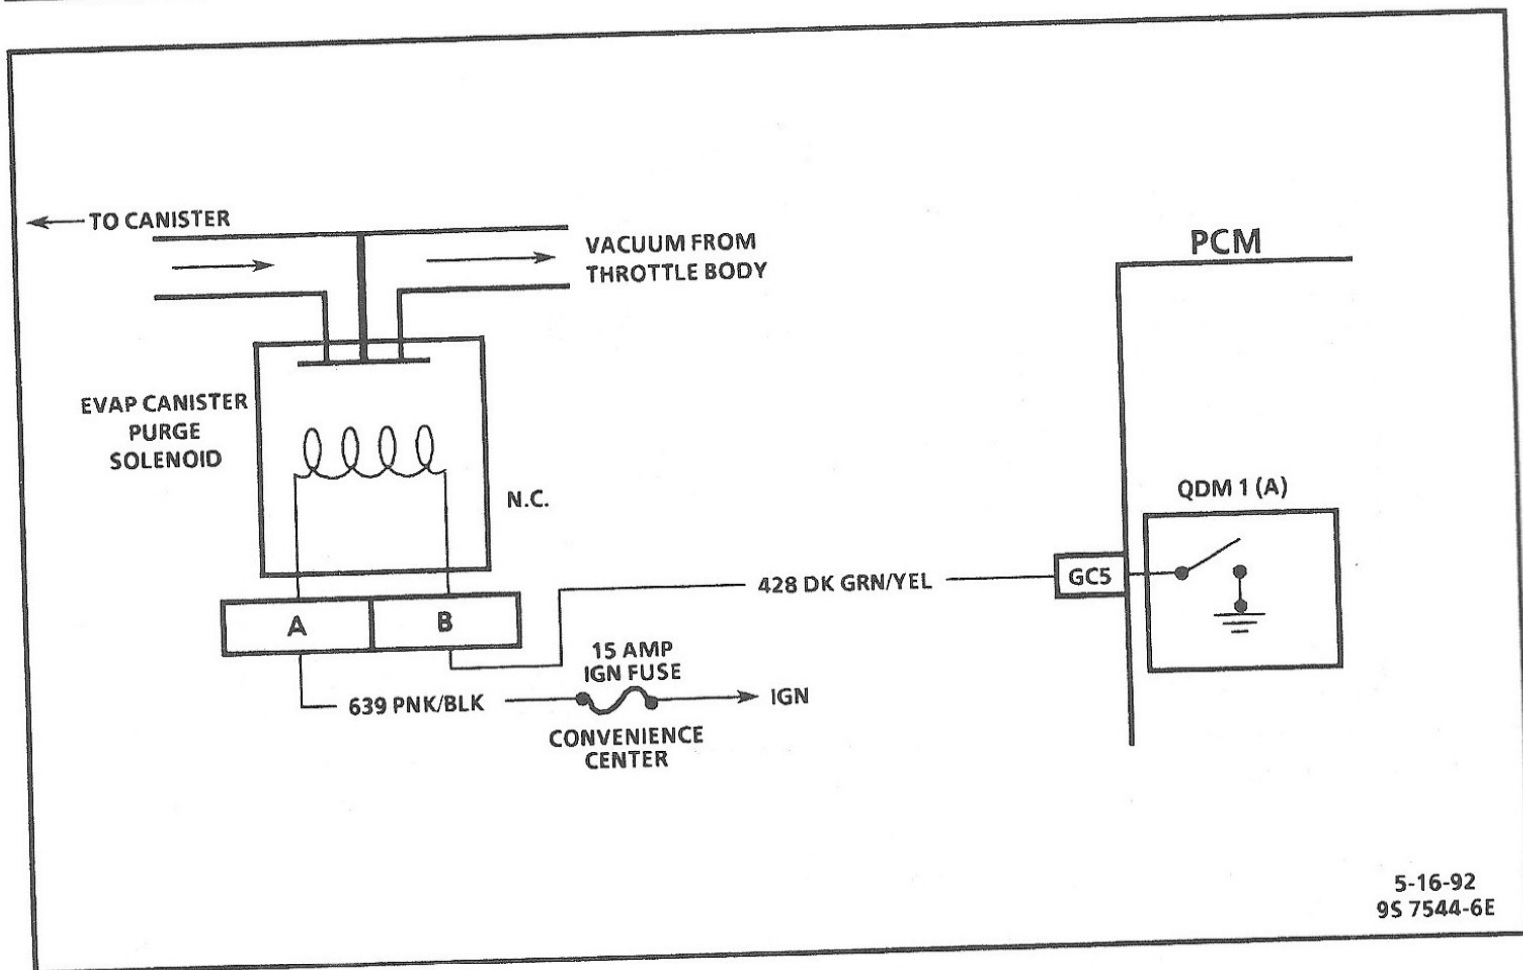 TO CANISTER
VACUUM FROM
THROTTLE BODY
PCM
EVAP CANISTER
PURGE
SOLENOID
N.C.
QDM 1 (A)
GC5
428 DK GRN/YEL
A
B
15 AMP
IGN FUSE
639 PNK/BLK
IGN
CONVENIENCE
CENTER
5-16-92
9S 7544-6E